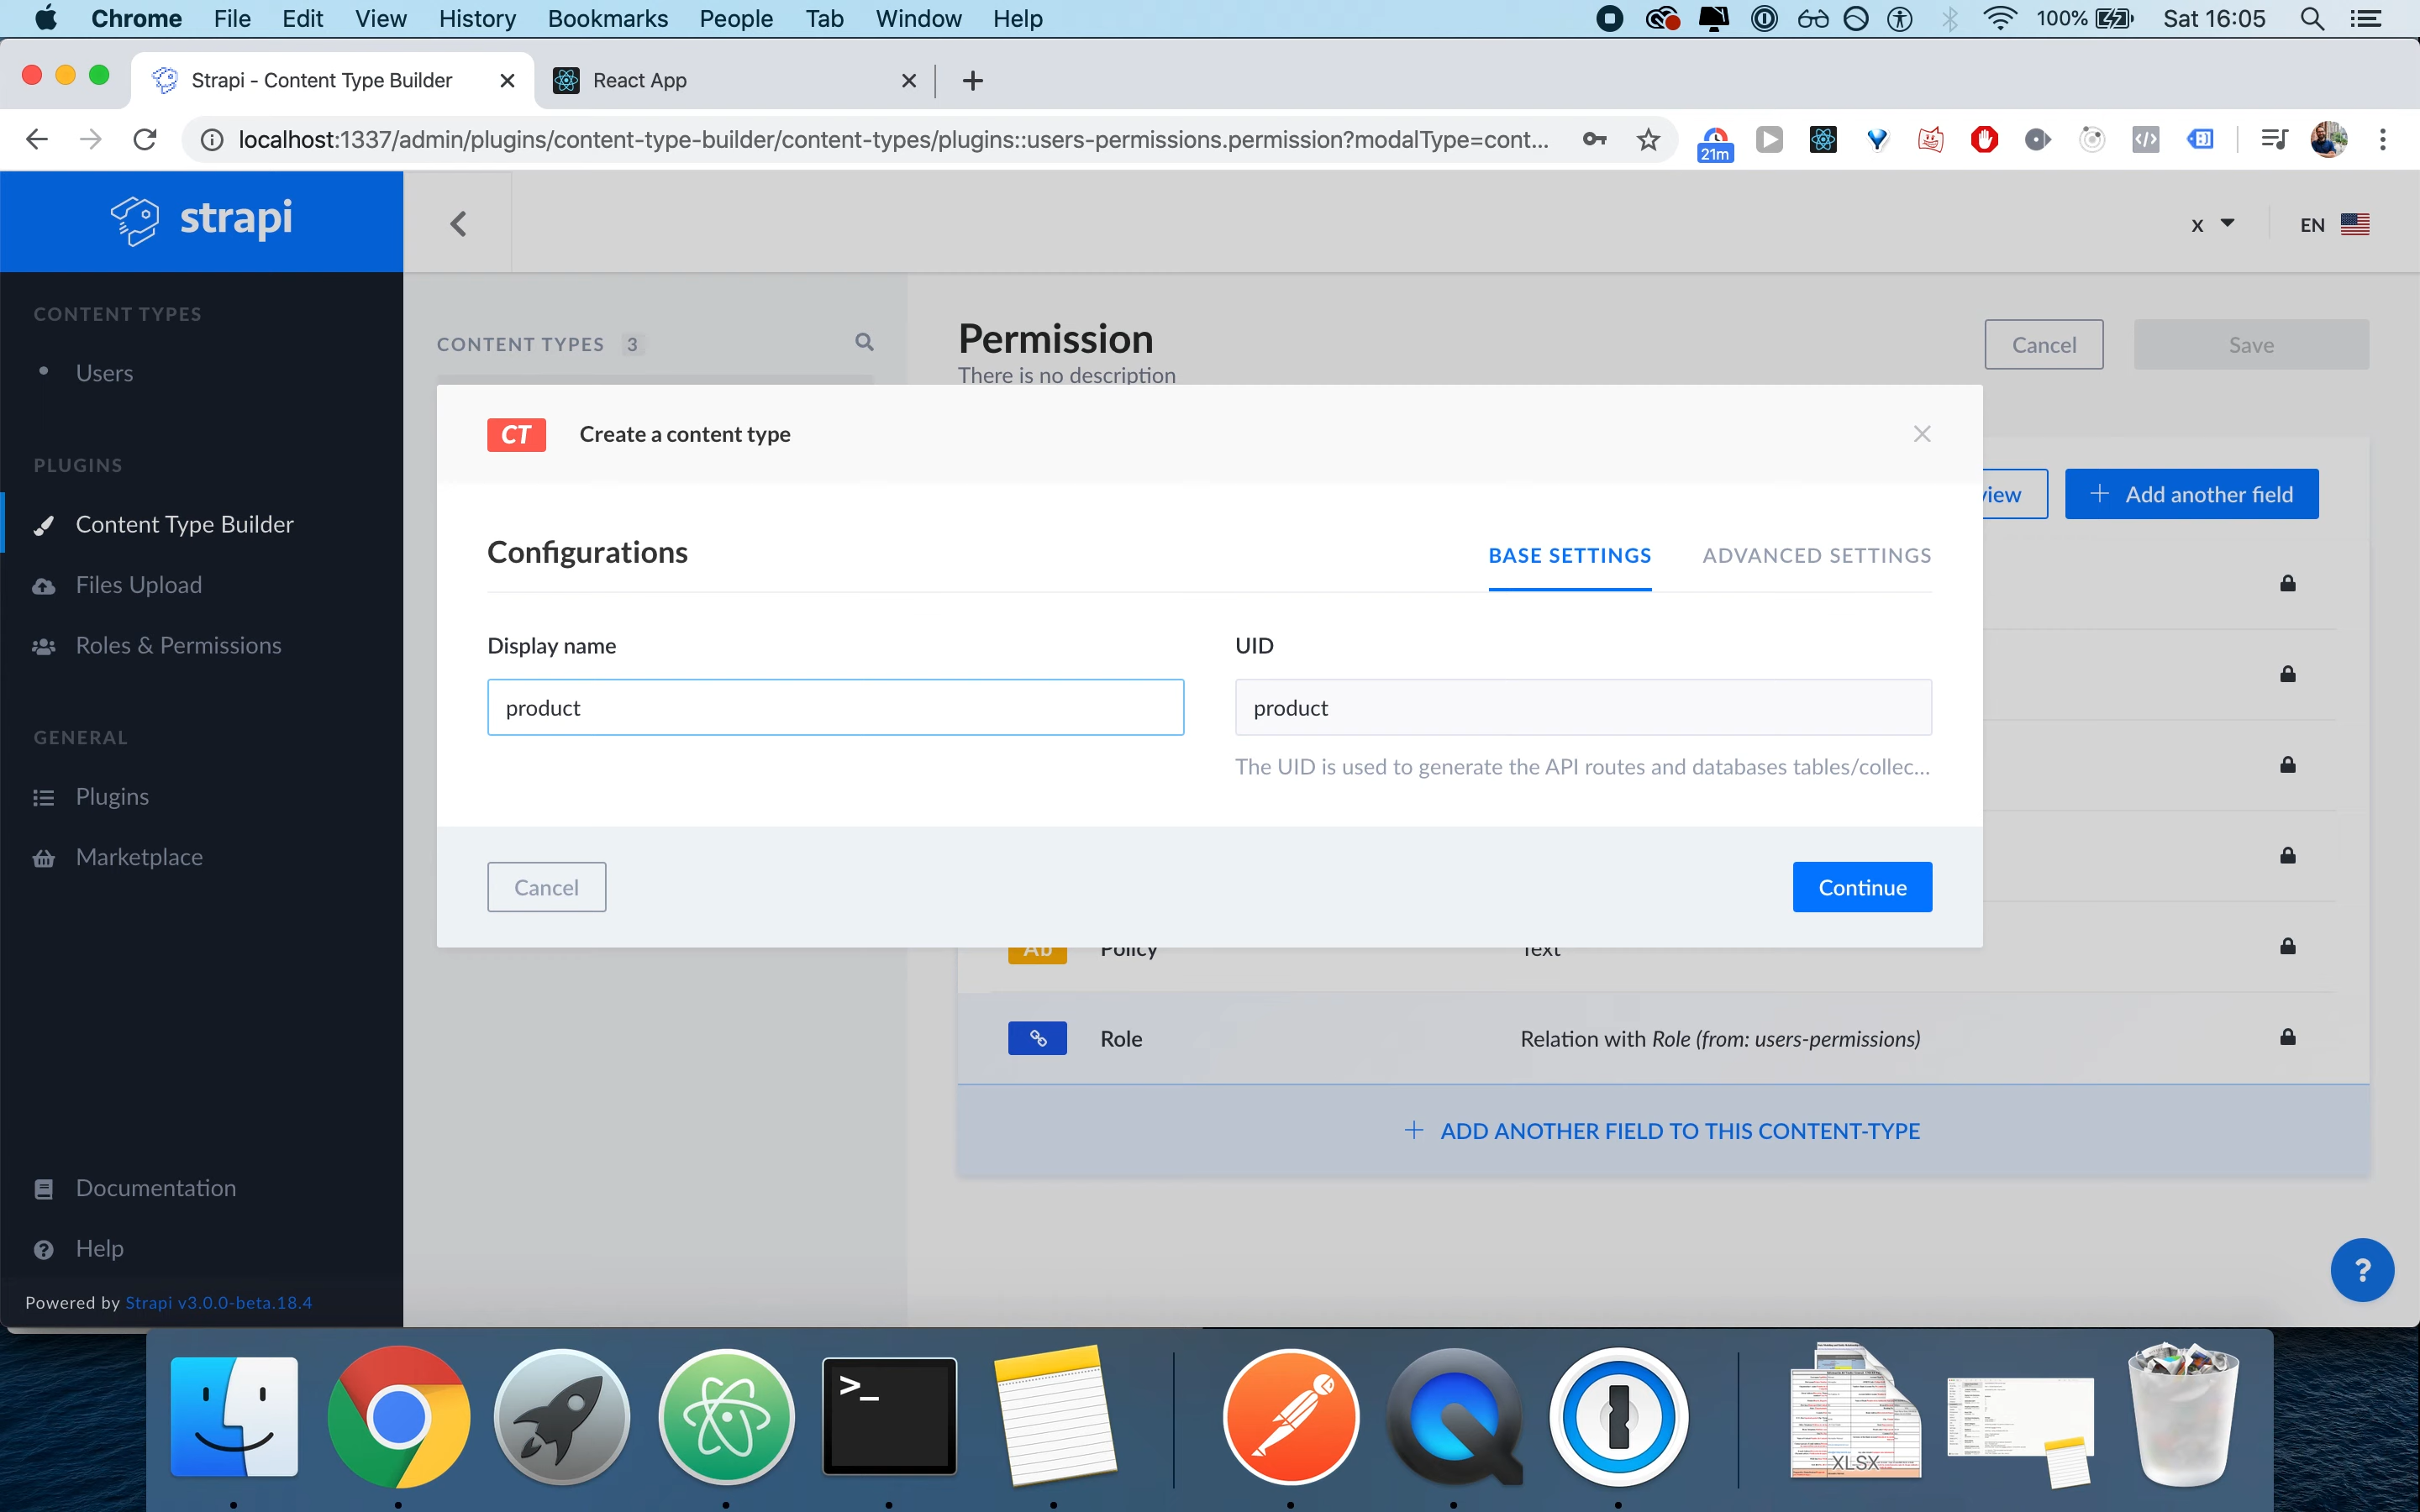 Chrome File Edit View History Bookmarks People Tab Window Help 100% Sat 16:05
Strapi - Content Type Builder React App
localhost:1337/admin/plugins/content-type-builder/content-types/plugins::users-permissions.permission?modalType=cont... 21m
strapi
x EN
CONTENT TYPES
Users
PLUGINS
Content Type Builder
Files Upload
Roles & Permissions
GENERAL
Plugins
Marketplace
Documentation
Help
Powered by Strapi v3.0.0-beta.18.4
CONTENT TYPES 3
Permission
There is no description
Cancel Save
view + Add another field
CT Create a content type
Configurations
BASE SETTINGS ADVANCED SETTINGS
Display name
product
UID
product
The UID is used to generate the API routes and databases tables/collec...
Cancel Continue
Ab Policy Text
Role Relation with Role (from: users-permissions)
+ ADD ANOTHER FIELD TO THIS CONTENT-TYPE
?
>_
XLSX